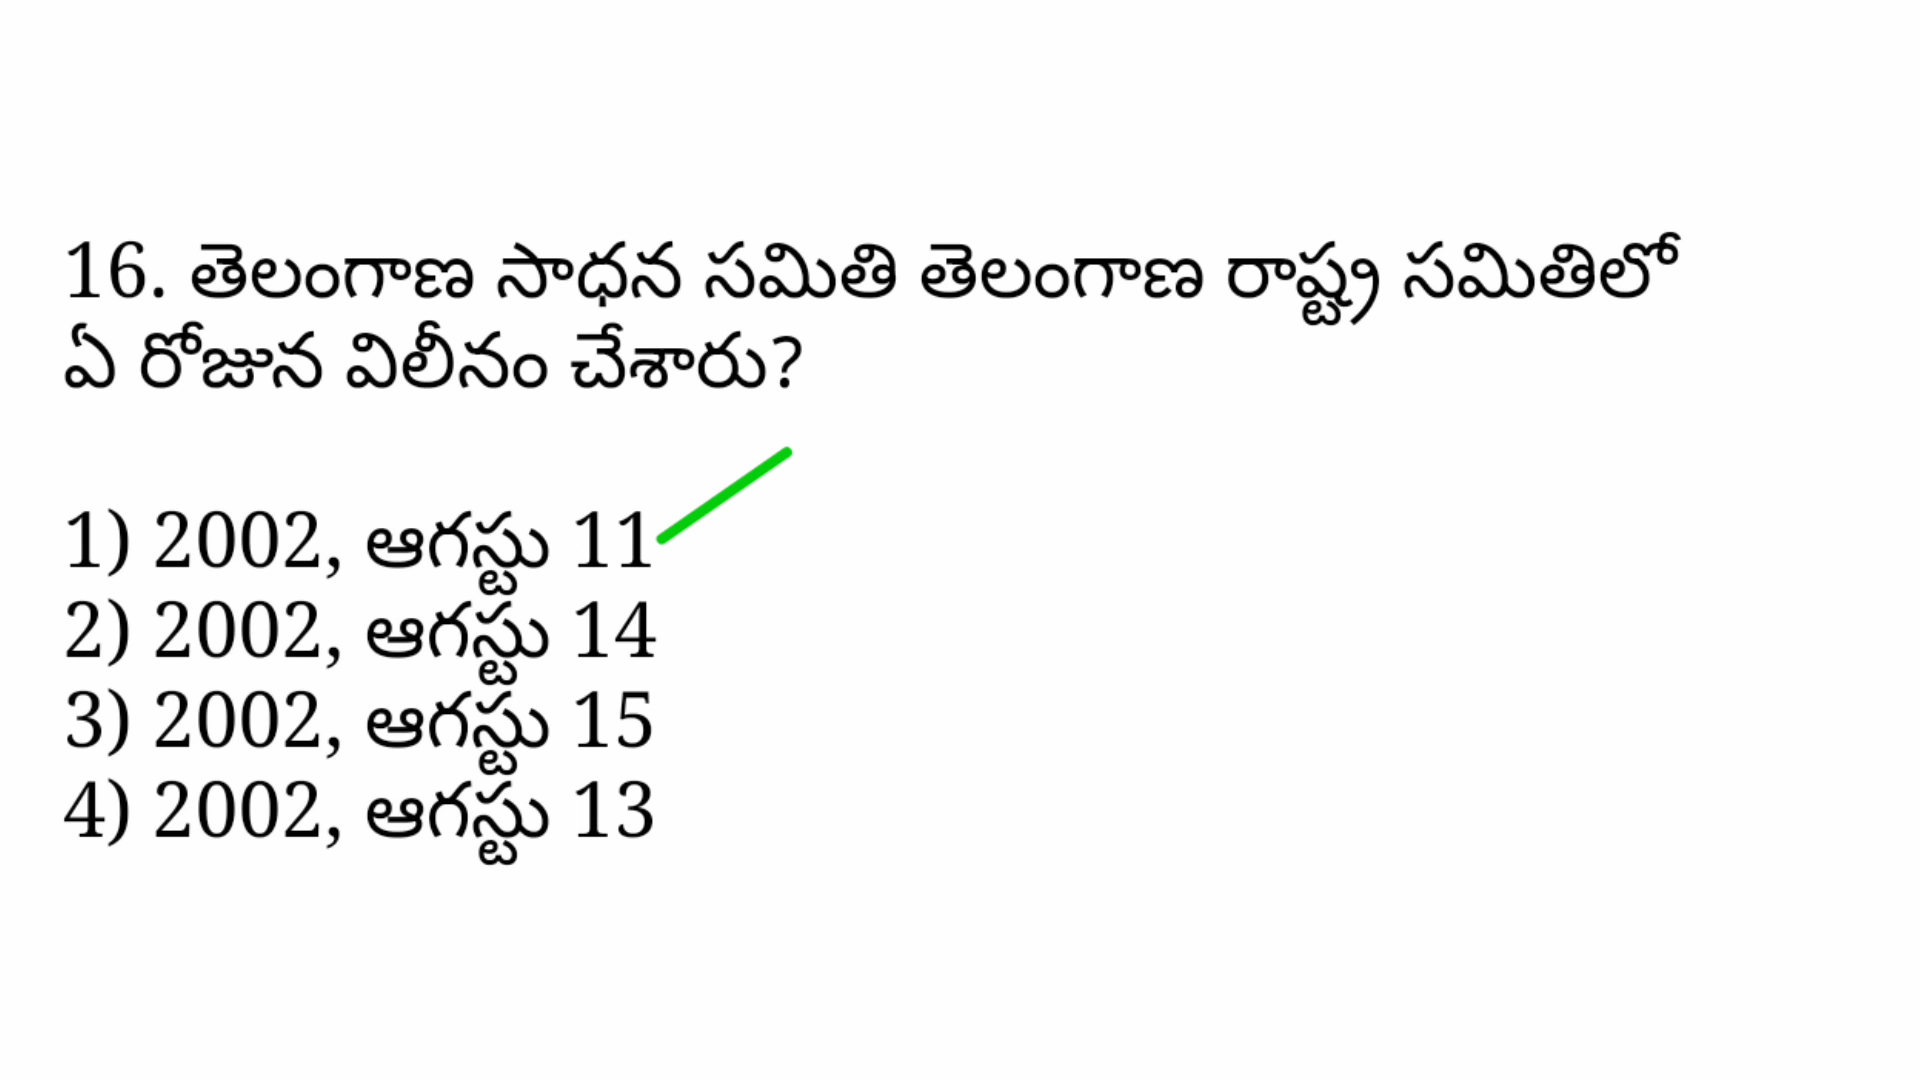 16. తెలంగాణ సాధన సమితి తెలంగాణ రాష్ట్ర సమితిలో
ఏ రోజున విలీనం చేశారు?
1) 2002, ఆగస్టు 11
2) 2002, ఆగస్టు 14
3) 2002, ఆగస్టు 15
4) 2002, ఆగస్టు 13